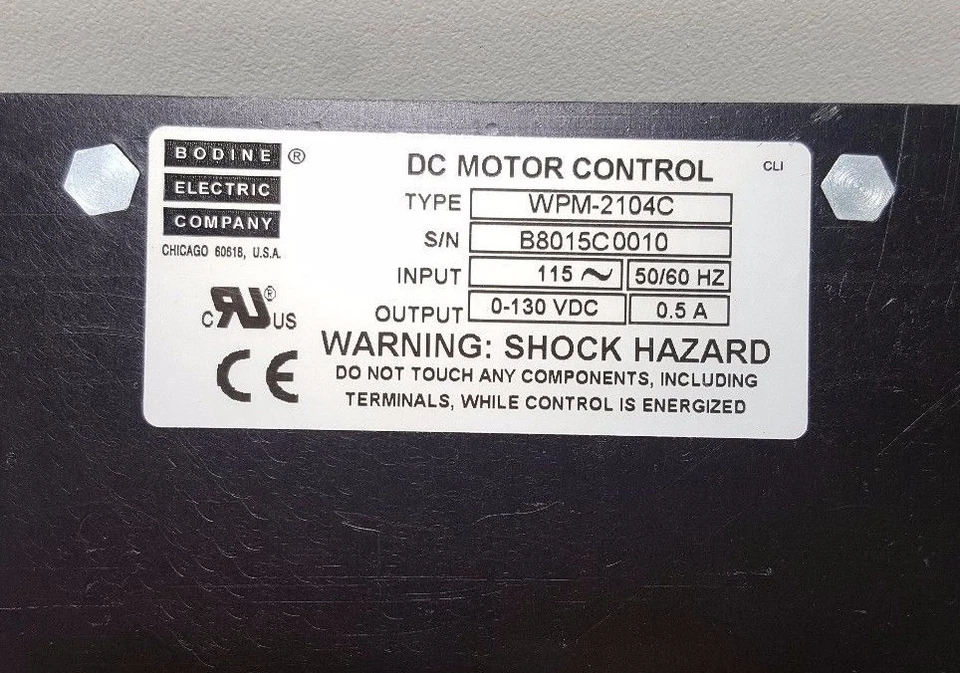 BODINE ®
ELECTRIC
COMPANY
CHICAGO 60618, U.S.A.
DC MOTOR CONTROL
CLI
TYPE WPM-2104C
S/N B8015C0010
INPUT 115 ~ 50/60 HZ
OUTPUT 0-130 VDC 0.5 A
C RU ® US
CE
WARNING: SHOCK HAZARD
DO NOT TOUCH ANY COMPONENTS, INCLUDING
TERMINALS, WHILE CONTROL IS ENERGIZED